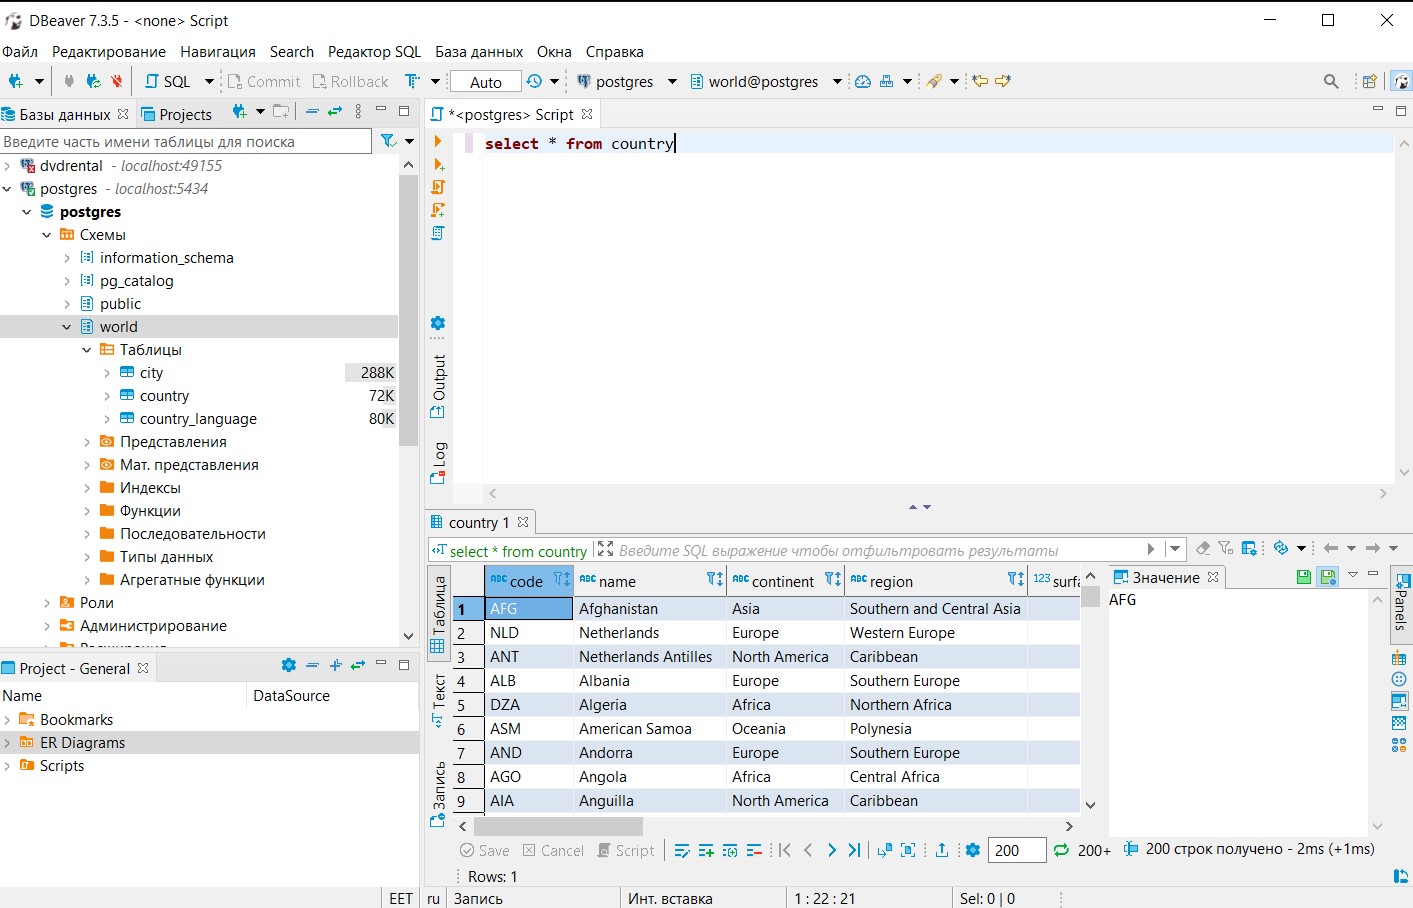 DBeaver 7.3.5 - <none> Script
Файл Редактирование Навигация Search Редактор SQL База данных Окна Справка
SQL Commit Rollback Auto postgres world@postgres
Базы данных Projects
Введите часть имени таблицы для поиска
dvdrental - localhost:49155
postgres - localhost:5434
postgres
Схемы
information_schema
pg_catalog
public
world
Таблицы
city 288K
country 72K
country_language 80K
Представления
Мат. представления
Индексы
Функции
Последовательности
Типы данных
Агрегатные функции
Роли
Администрирование
Project - General
Name DataSource
Bookmarks
ER Diagrams
Scripts
*<postgres> Script
select * from country
Output
Log
country 1
select * from country Введите SQL выражение чтобы отфильтровать результаты
Таблица
Текст
Запись
ABC code ABC name ABC continent ABC region 123 surfa
1 AFG Afghanistan Asia Southern and Central Asia
2 NLD Netherlands Europe Western Europe
3 ANT Netherlands Antilles North America Caribbean
4 ALB Albania Europe Southern Europe
5 DZA Algeria Africa Northern Africa
6 ASM American Samoa Oceania Polynesia
7 AND Andorra Europe Southern Europe
8 AGO Angola Africa Central Africa
9 AIA Anguilla North America Caribbean
Значение
AFG
Panels
Save Cancel Script 200 200+ 200 строк получено - 2ms (+1ms)
Rows: 1
EET ru Запись Инт. вставка 1 : 22 : 21 Sel: 0 | 0